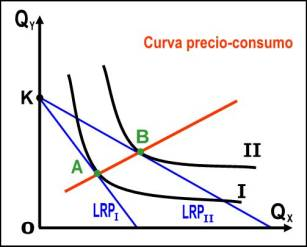 Q_Y
Curva precio-consumo
K
B
A
II
I
LRP_I
LRP_II
Q_X
O